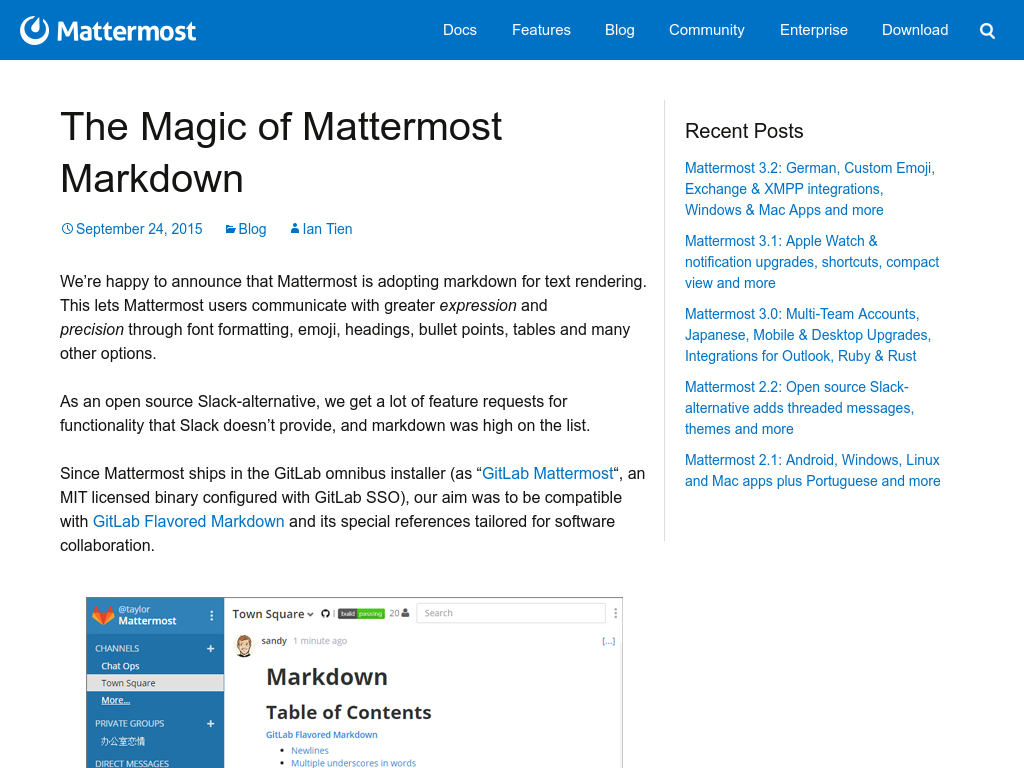 Mattermost
Docs
Features
Blog
Community
Enterprise
Download
The Magic of Mattermost
Markdown
September 24, 2015
Blog
Ian Tien
We’re happy to announce that Mattermost is adopting markdown for text rendering.
This lets Mattermost users communicate with greater expression and
precision through font formatting, emoji, headings, bullet points, tables and many
other options.
As an open source Slack-alternative, we get a lot of feature requests for
functionality that Slack doesn’t provide, and markdown was high on the list.
Since Mattermost ships in the GitLab omnibus installer (as “GitLab Mattermost“, an
MIT licensed binary configured with GitLab SSO), our aim was to be compatible
with GitLab Flavored Markdown and its special references tailored for software
collaboration.
@taylor
Mattermost
CHANNELS
+
Chat Ops
Town Square
More...
PRIVATE GROUPS
+
办公室恋情
DIRECT MESSAGES
Town Square
build passing
20
Search
sandy 1 minute ago
[...]
Markdown
Table of Contents
GitLab Flavored Markdown
• Newlines
• Multiple underscores in words
Recent Posts
Mattermost 3.2: German, Custom Emoji,
Exchange & XMPP integrations,
Windows & Mac Apps and more
Mattermost 3.1: Apple Watch &
notification upgrades, shortcuts, compact
view and more
Mattermost 3.0: Multi-Team Accounts,
Japanese, Mobile & Desktop Upgrades,
Integrations for Outlook, Ruby & Rust
Mattermost 2.2: Open source Slack-
alternative adds threaded messages,
themes and more
Mattermost 2.1: Android, Windows, Linux
and Mac apps plus Portuguese and more